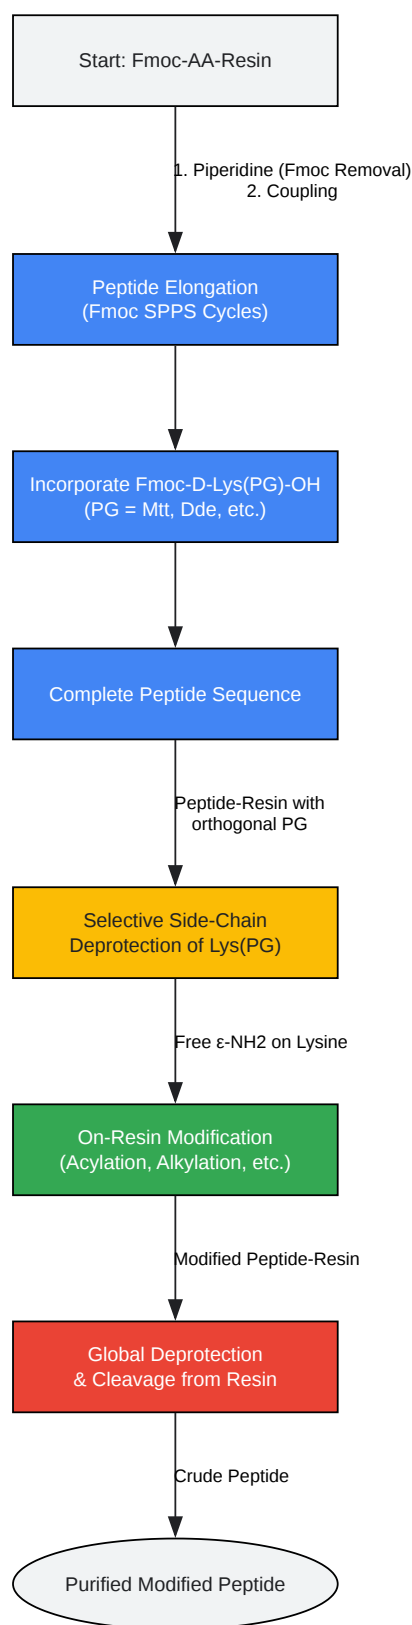 Start: Fmoc-AA-Resin
1. Piperidine (Fmoc Removal)
2. Coupling
Peptide Elongation
(Fmoc SPPS Cycles)
Incorporate Fmoc-D-Lys(PG)-OH
(PG = Mtt, Dde, etc.)
Complete Peptide Sequence
Peptide-Resin with
orthogonal PG
Selective Side-Chain
Deprotection of Lys(PG)
Free ε-NH2 on Lysine
On-Resin Modification
(Acylation, Alkylation, etc.)
Modified Peptide-Resin
Global Deprotection
& Cleavage from Resin
Crude Peptide
Purified Modified Peptide